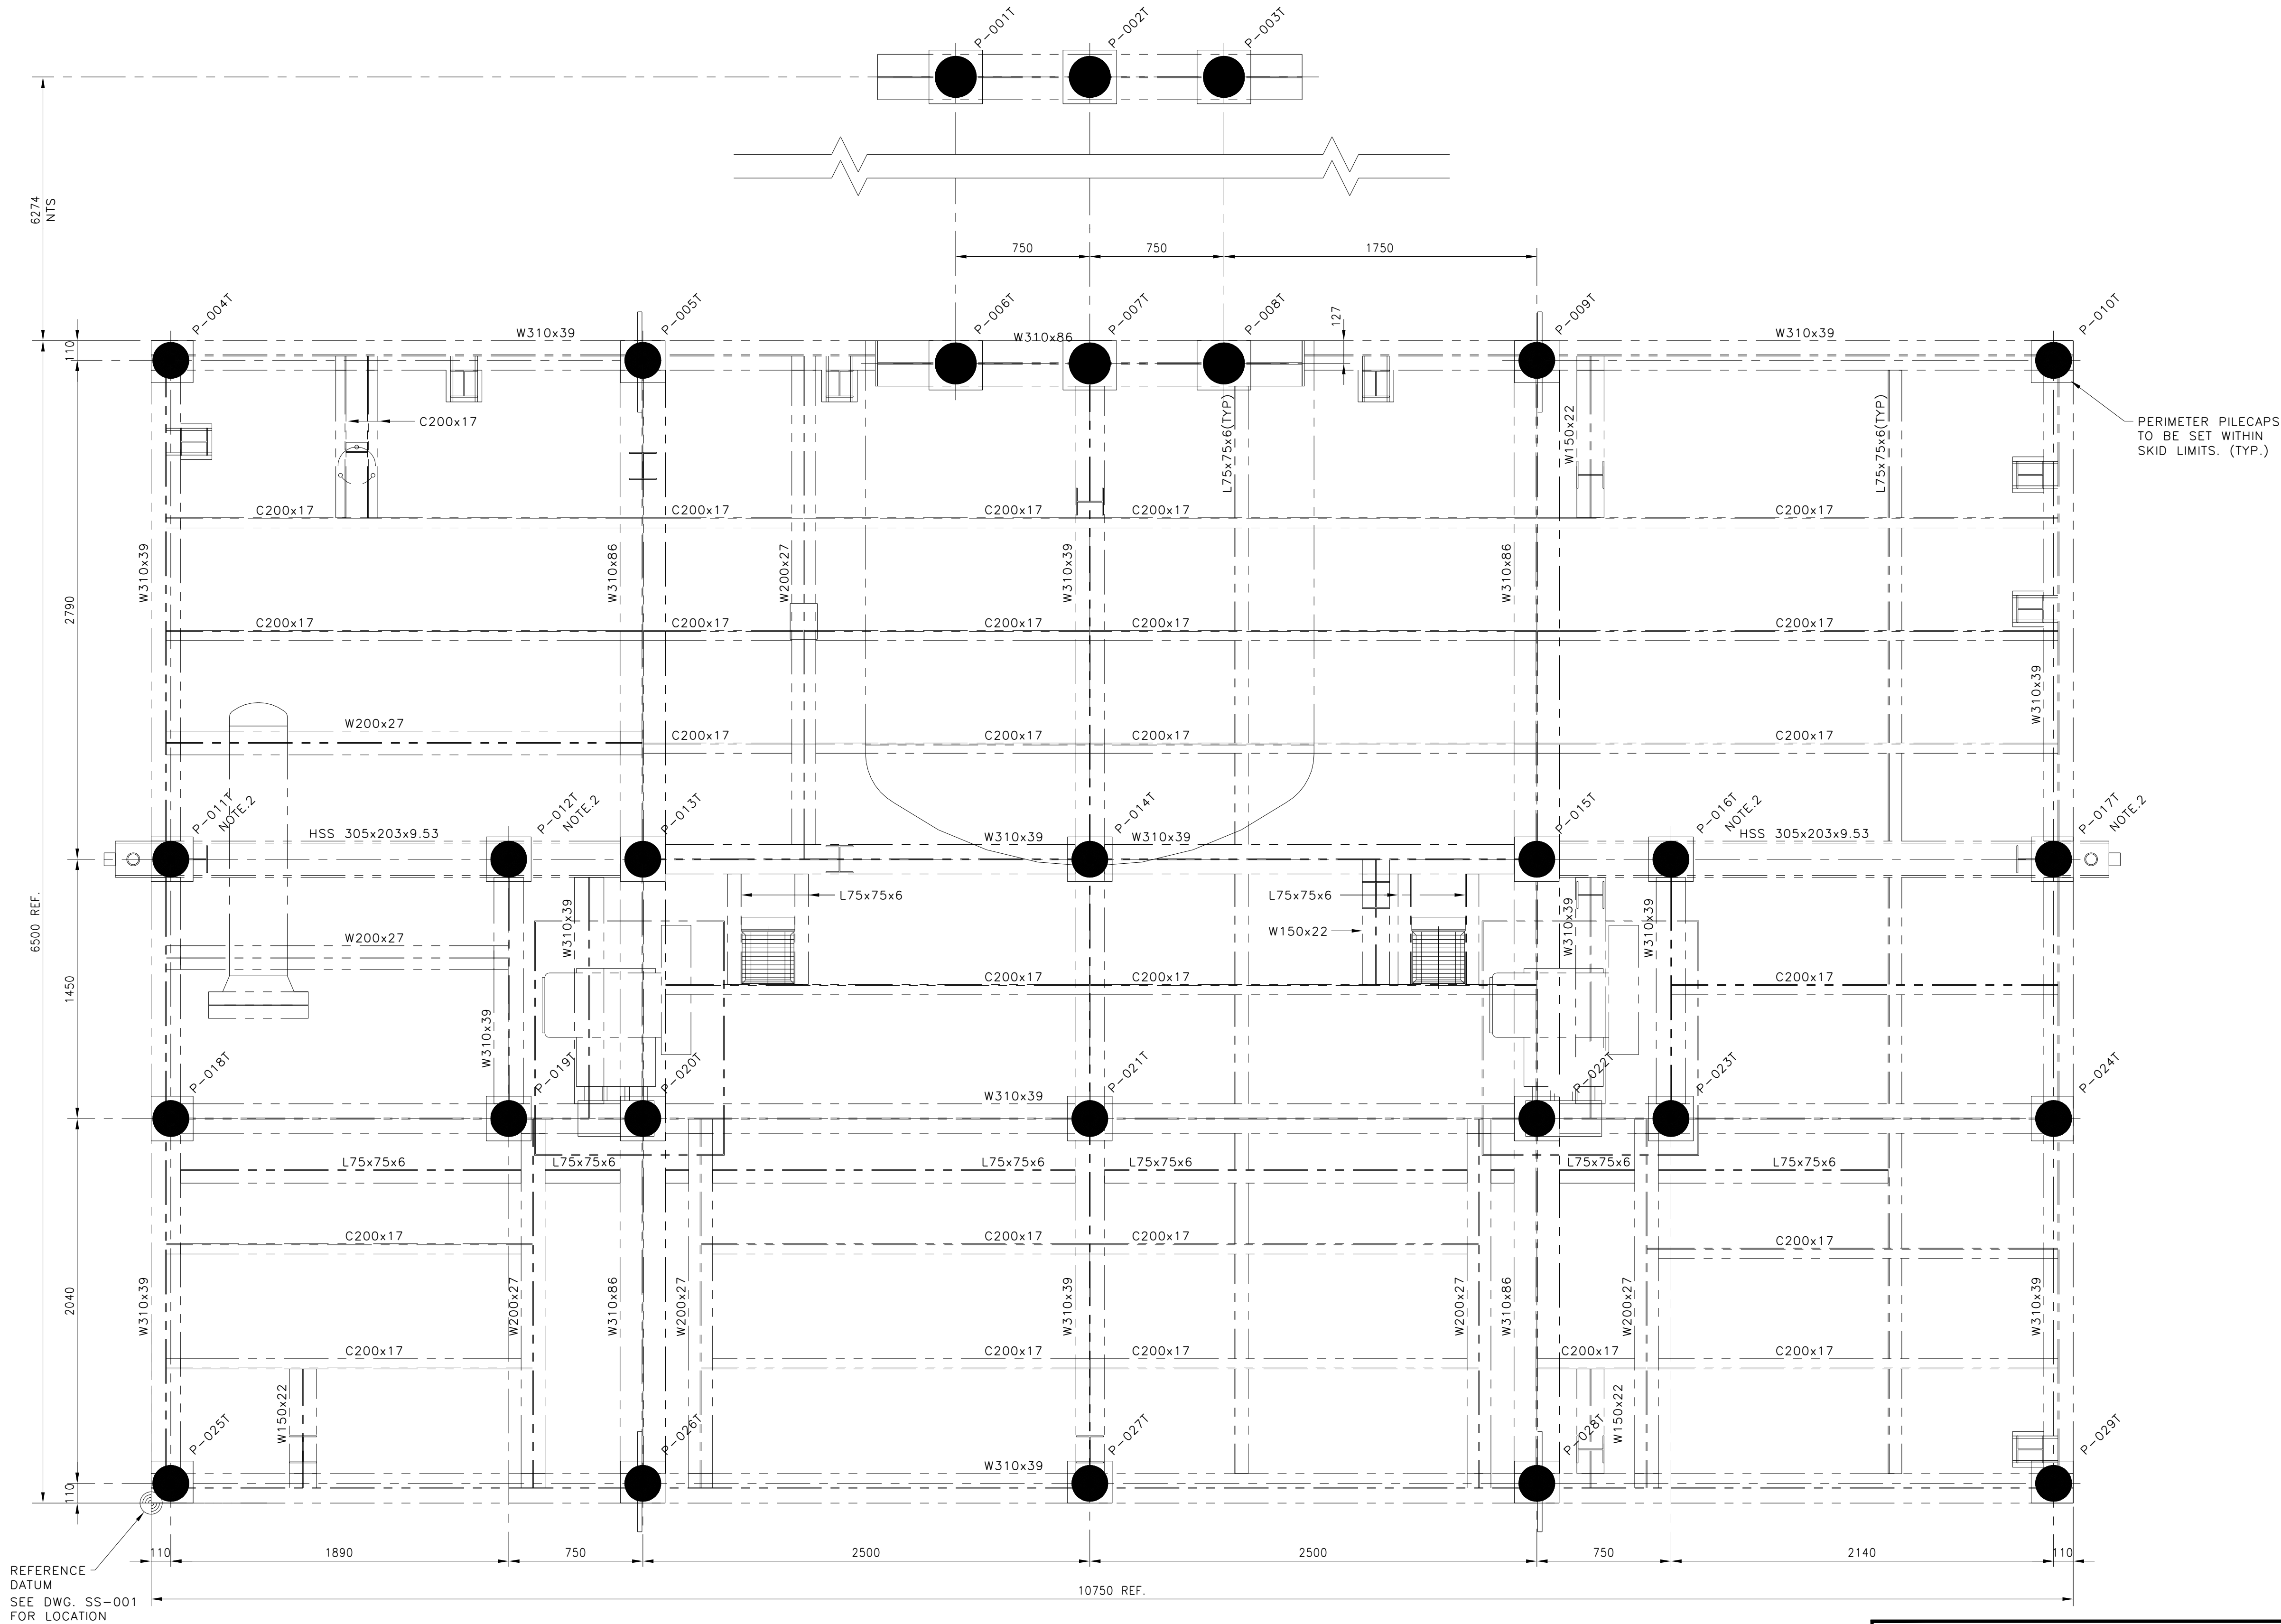 P-001T
P-002T
P-003T
6274
NTS
750
750
1750
P-004T
P-005T
P-006T
P-007T
P-008T
P-009T
P-010T
110
W310x39
W310x86
127
W310x39
C200x17
L75x75x6(TYP)
W150x22
L75x75x6(TYP)
PERIMETER PILECAPS
TO BE SET WITHIN
SKID LIMITS. (TYP.)
C200x17
C200x17
C200x17
C200x17
C200x17
W310x39
W310x86
W200x27
W310x39
W310x86
2790
C200x17
C200x17
C200x17
C200x17
C200x17
W310x39
W200x27
C200x17
C200x17
C200x17
C200x17
P-011T
NOTE.2
P-012T
NOTE.2
P-013T
P-014T
P-015T
P-016T
NOTE.2
P-017T
NOTE.2
HSS 305x203x9.53
W310x39
W310x39
HSS 305x203x9.53
6500 REF.
L75x75x6
L75x75x6
W310x39
W310x39
W310x39
W150x22
W200x27
1450
C200x17
C200x17
C200x17
W310x39
P-018T
P-019T
P-020T
P-021T
P-022T
P-023T
P-024T
W310x39
L75x75x6
L75x75x6
L75x75x6
L75x75x6
L75x75x6
L75x75x6
C200x17
C200x17
C200x17
C200x17
2040
W310x39
W200x27
W310x86
W200x27
W310x39
W200x27
W310x86
W200x27
W310x39
C200x17
C200x17
C200x17
C200x17
C200x17
W150x22
W150x22
P-025T
P-026T
P-027T
P-028T
P-029T
W310x39
110
110
1890
750
2500
2500
750
2140
110
10750 REF.
REFERENCE
DATUM
SEE DWG. SS-001
FOR LOCATION